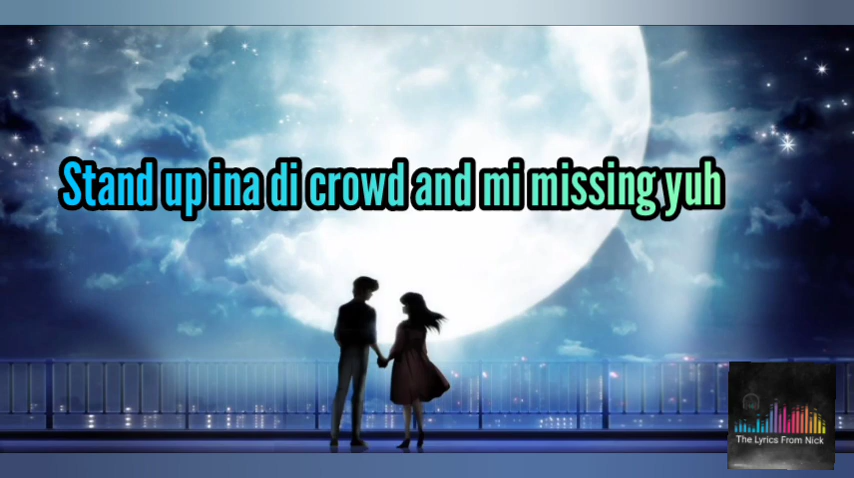 Stand up ina di crowd and mi missing yuh
The Lyrics From Nick